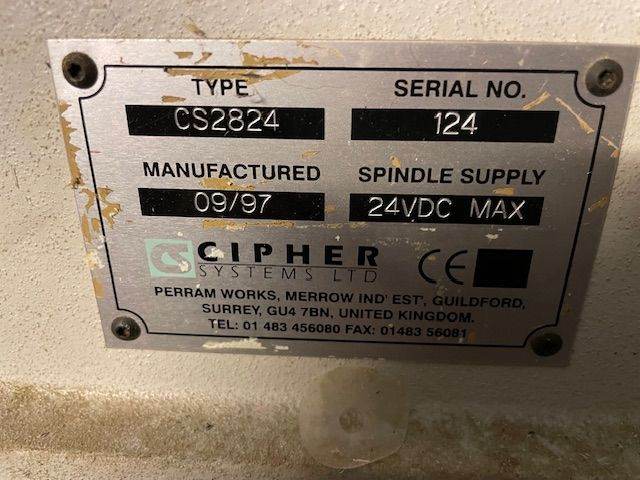 TYPE SERIAL NO.
CS2824 124
MANUFACTURED SPINDLE SUPPLY
09/97 24VDC MAX
CS CIPHER CE
SYSTEMS LTD
PERRAM WORKS, MERROW IND' EST', GUILDFORD,
SURREY, GU4 7BN, UNITED KINGDOM.
TEL: 01 483 456080 FAX: 01483 56081